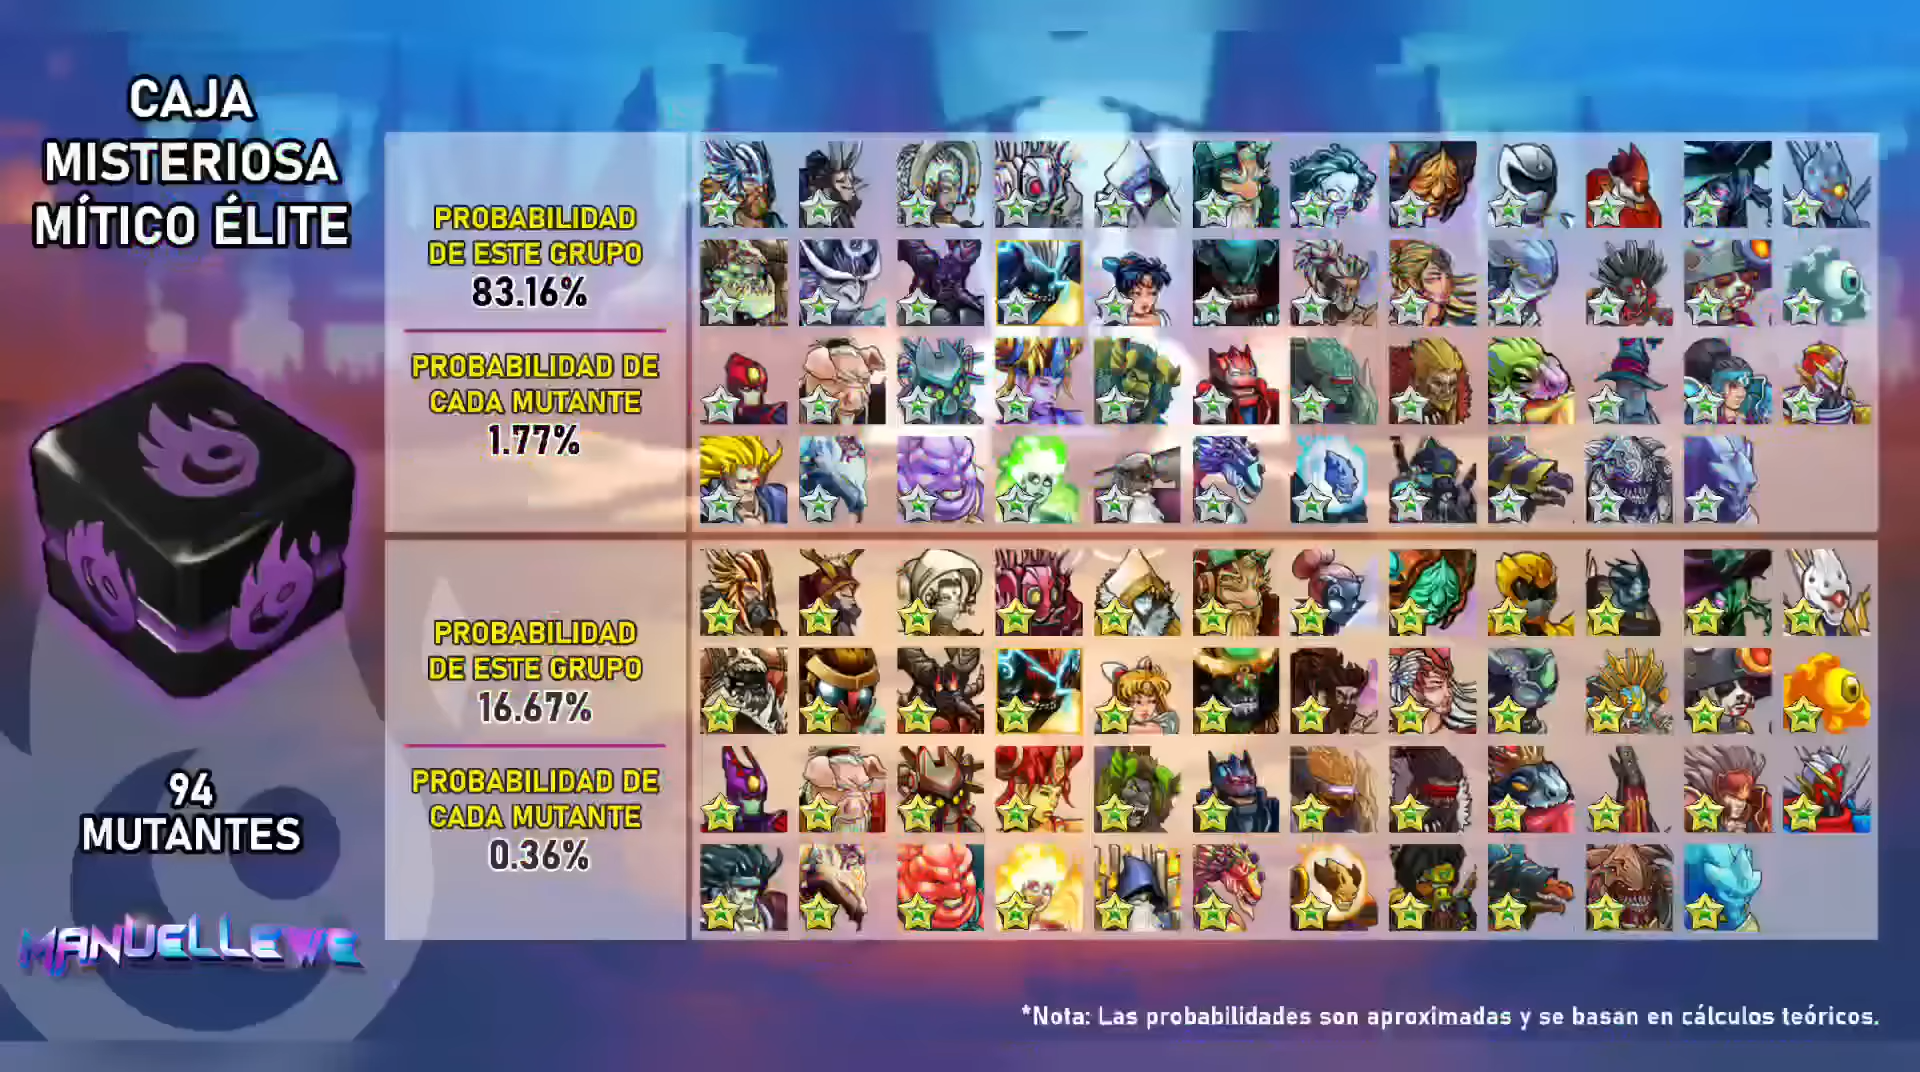 CAJA
MISTERIOSA
MÍTICO ÉLITE
PROBABILIDAD
DE ESTE GRUPO
83.16%
PROBABILIDAD DE
CADA MUTANTE
1.77%
PROBABILIDAD
DE ESTE GRUPO
16.67%
PROBABILIDAD DE
CADA MUTANTE
0.36%
94
MUTANTES
MANUELLEWE
*Nota: Las probabilidades son aproximadas y se basan en cálculos teóricos.